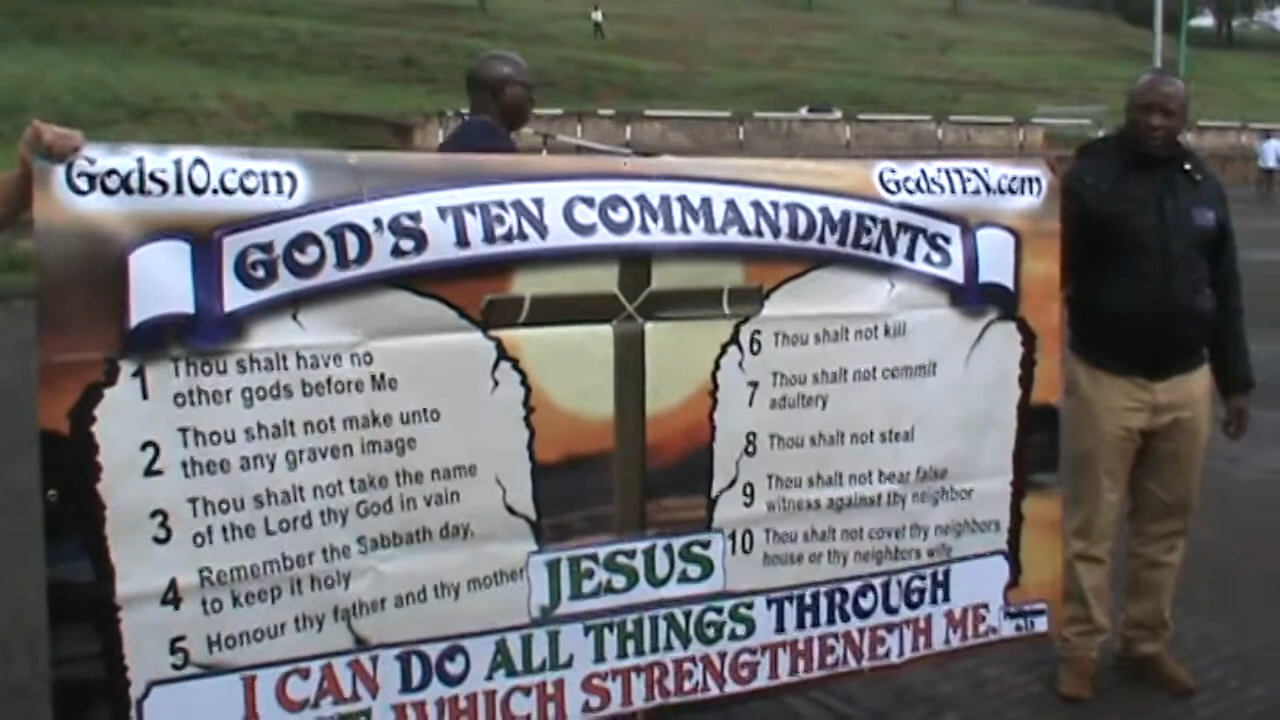 Gods10.com
GodsTEN.com
GOD'S TEN COMMANDMENTS
1 Thou shalt have no
other gods before Me
2 Thou shalt not make unto
thee any graven image
3 Thou shalt not take the name
of the Lord thy God in vain
4 Remember the Sabbath day,
to keep it holy
5 Honour thy father and thy mother
6 Thou shalt not kill
7 Thou shalt not commit
adultery
8 Thou shalt not steal
9 Thou shalt not bear false
witness against thy neighbor
10 Thou shalt not covet thy neighbors
house or thy neighbors wife
JESUS
I CAN DO ALL THINGS THROUGH
WHICH STRENGTHENETH ME.